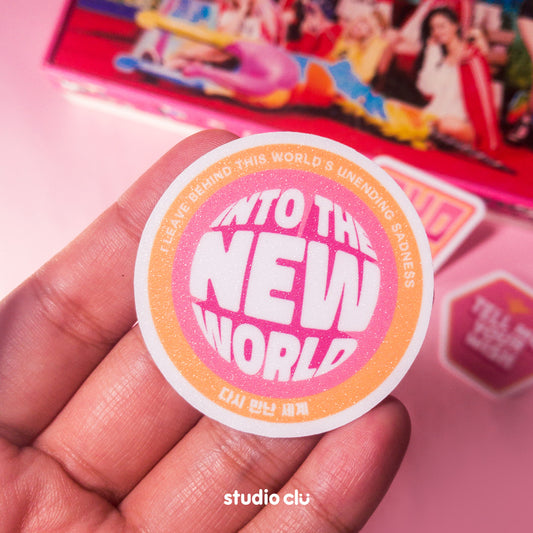 I LEAVE BEHIND THIS WORLD'S UNENDING SADNESS
INTO THE
NEW
WORLD
다시 만난 세계
TELL ME
YOUR
WISH
studio clu